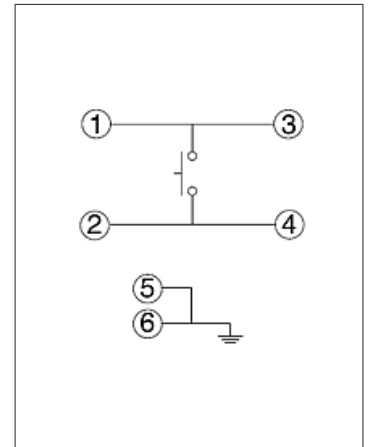 ① ③
② ④
⑤
⑥